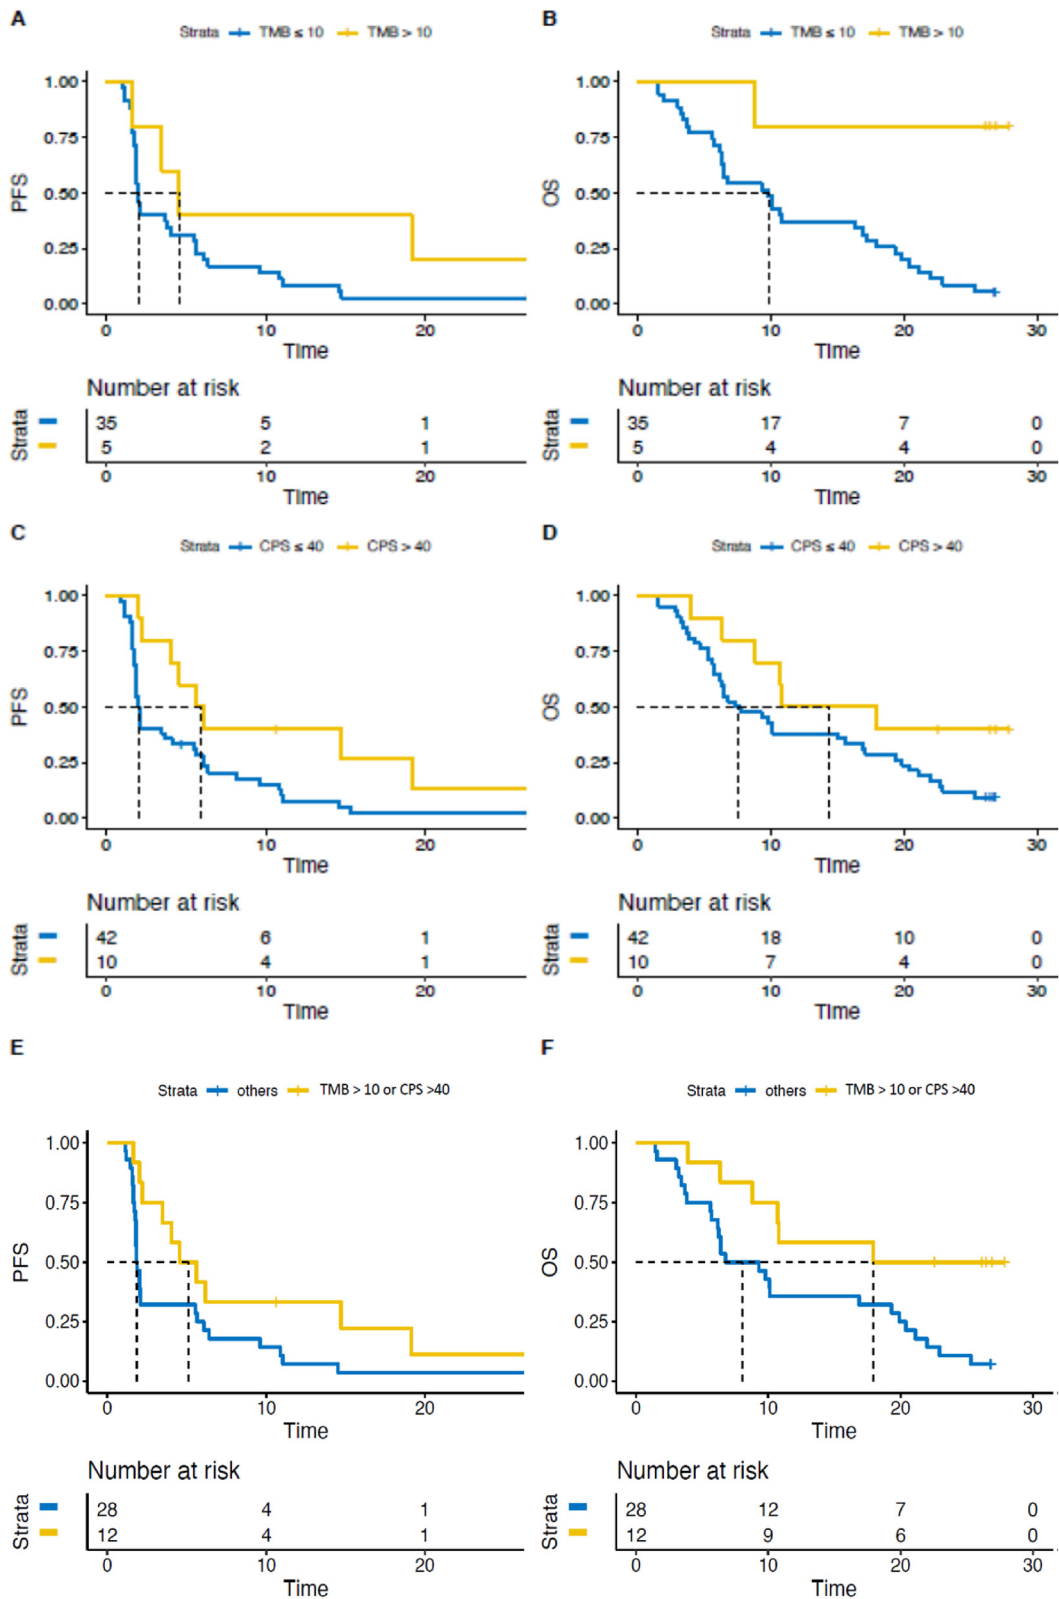 A
Strata TMB ≤ 10 TMB > 10
1.00
0.75
0.50
0.25
0.00
PFS
0 10 20
Time
Number at risk
Strata
35 5 1
5 2 1
0 10 20
Time
B
Strata TMB ≤ 10 TMB > 10
1.00
0.75
0.50
0.25
0.00
OS
0 10 20 30
Time
Number at risk
Strata
35 17 7 0
5 4 4 0
0 10 20 30
Time
C
Strata CPS ≤ 40 CPS > 40
1.00
0.75
0.50
0.25
0.00
PFS
0 10 20
Time
Number at risk
Strata
42 6 1
10 4 1
0 10 20
Time
D
Strata CPS ≤ 40 CPS > 40
1.00
0.75
0.50
0.25
0.00
OS
0 10 20 30
Time
Number at risk
Strata
42 18 10 0
10 7 4 0
0 10 20 30
Time
E
Strata others TMB > 10 or CPS >40
1.00
0.75
0.50
0.25
0.00
PFS
0 10 20
Time
Number at risk
Strata
28 4 1
12 4 1
0 10 20
Time
F
Strata others TMB > 10 or CPS >40
1.00
0.75
0.50
0.25
0.00
OS
0 10 20 30
Time
Number at risk
Strata
28 12 7 0
12 9 6 0
0 10 20 30
Time